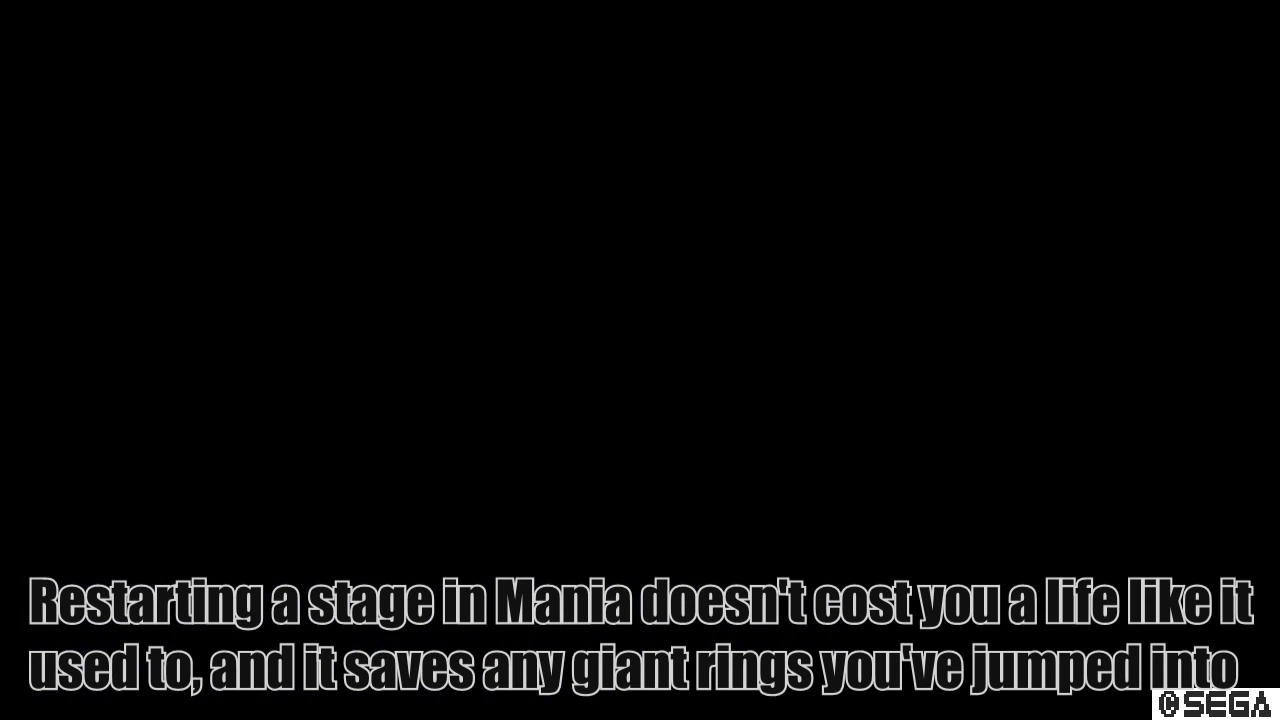 Restarting a stage in Mania doesn't cost you a life like it
used to, and it saves any giant rings you've jumped into
©SEGA